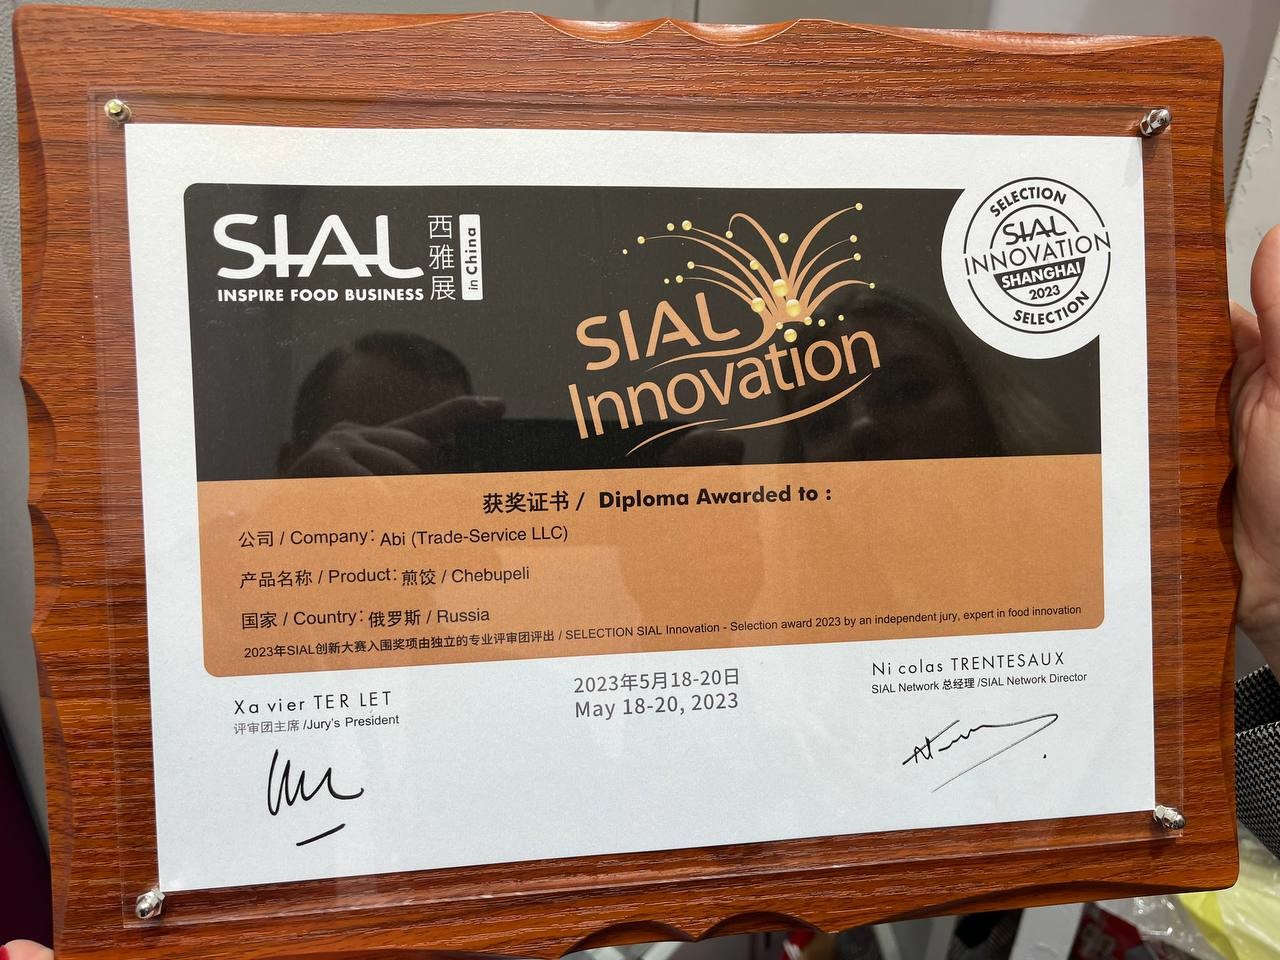 SIAL 西雅展 in China
INSPIRE FOOD BUSINESS
SIAL
Innovation
SELECTION
SIAL
INNOVATION
SHANGHAI
2023
SELECTION
获奖证书 / Diploma Awarded to :
公司 / Company: Abi (Trade-Service LLC)
产品名称 / Product: 煎饺 / Chebupeli
国家 / Country: 俄罗斯 / Russia
2023年SIAL创新大赛入围奖项由独立的专业评审团评出 / SELECTION SIAL Innovation - Selection award 2023 by an independent jury, expert in food innovation
Xavier TER LET
评审团主席 /Jury's President
2023年5月18-20日
May 18-20, 2023
Nicolas TRENTESAUX
SIAL Network 总经理 /SIAL Network Director